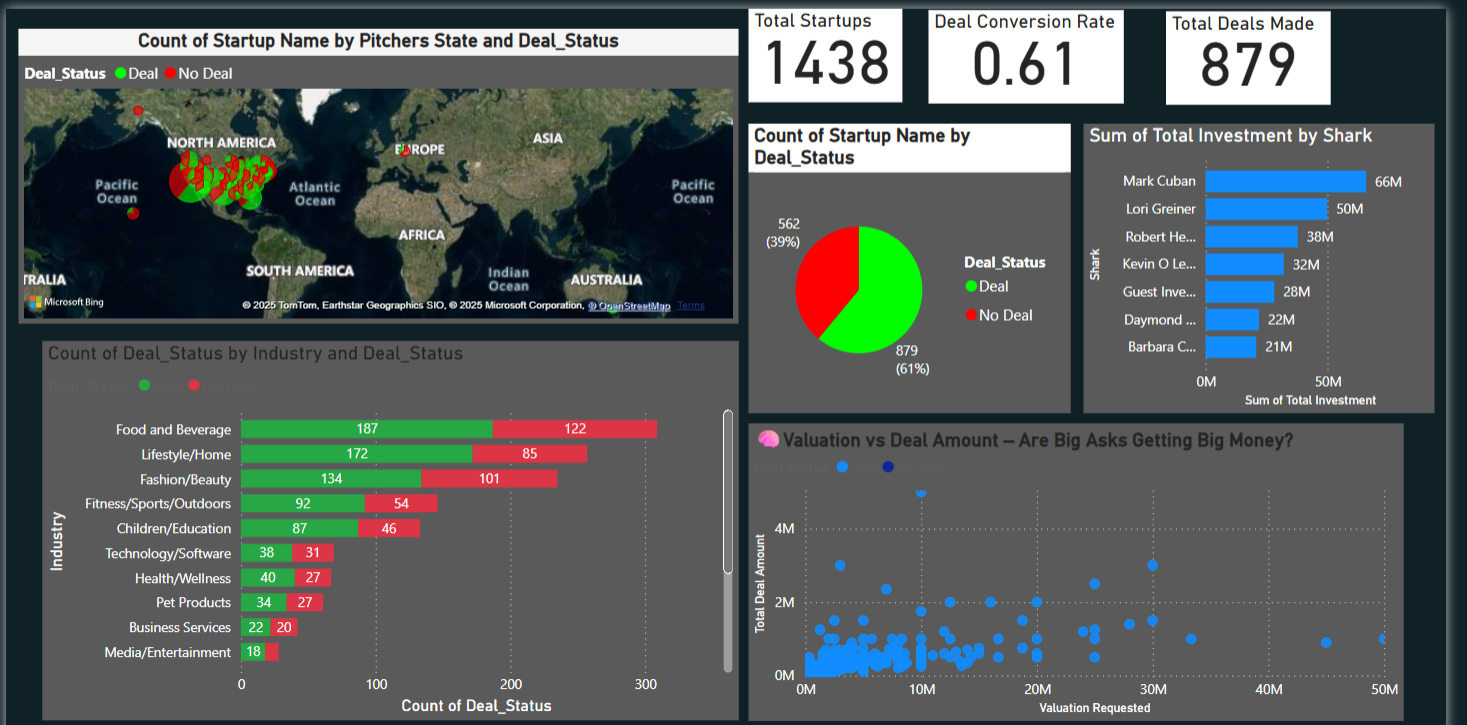 Count of Startup Name by Pitchers State and Deal_Status
Deal_Status Deal No Deal
NORTH AMERICA
EUROPE
ASIA
Pacific
Ocean
Atlantic
Ocean
Pacific
Ocean
AFRICA
SOUTH AMERICA
Indian
Ocean
AUSTRALIA
TRALIA
Microsoft Bing
© 2025 TomTom, Earthstar Geographics SIO, © 2025 Microsoft Corporation, © OpenStreetMap Terms
Total Startups
1438
Deal Conversion Rate
0.61
Total Deals Made
879
Count of Startup Name by
Deal_Status
562
(39%)
879
(61%)
Deal_Status
Deal
No Deal
Sum of Total Investment by Shark
Shark
Mark Cuban 66M
Lori Greiner 50M
Robert He... 38M
Kevin O Le... 32M
Guest Inve... 28M
Daymond ... 22M
Barbara C... 21M
0M 50M
Sum of Total Investment
Count of Deal_Status by Industry and Deal_Status
Deal_Status
Industry
Food and Beverage 187 122
Lifestyle/Home 172 85
Fashion/Beauty 134 101
Fitness/Sports/Outdoors 92 54
Children/Education 87 46
Technology/Software 38 31
Health/Wellness 40 27
Pet Products 34 27
Business Services 22 20
Media/Entertainment 18
0 100 200 300
Count of Deal_Status
Valuation vs Deal Amount – Are Big Asks Getting Big Money?
Deal_Status
Total Deal Amount
4M
2M
0M
0M 10M 20M 30M 40M 50M
Valuation Requested